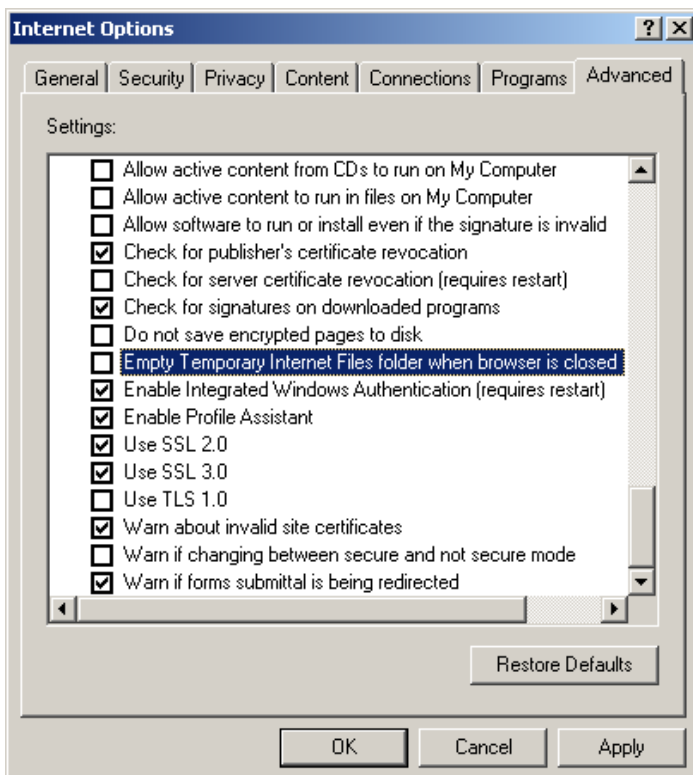 Internet Options
General Security Privacy Content Connections Programs Advanced
Settings:
Allow active content from CDs to run on My Computer
Allow active content to run in files on My Computer
Allow software to run or install even if the signature is invalid
Check for publisher's certificate revocation
Check for server certificate revocation (requires restart)
Check for signatures on downloaded programs
Do not save encrypted pages to disk
Empty Temporary Internet Files folder when browser is closed
Enable Integrated Windows Authentication (requires restart)
Enable Profile Assistant
Use SSL 2.0
Use SSL 3.0
Use TLS 1.0
Warn about invalid site certificates
Warn if changing between secure and not secure mode
Warn if forms submittal is being redirected
Restore Defaults
OK Cancel Apply